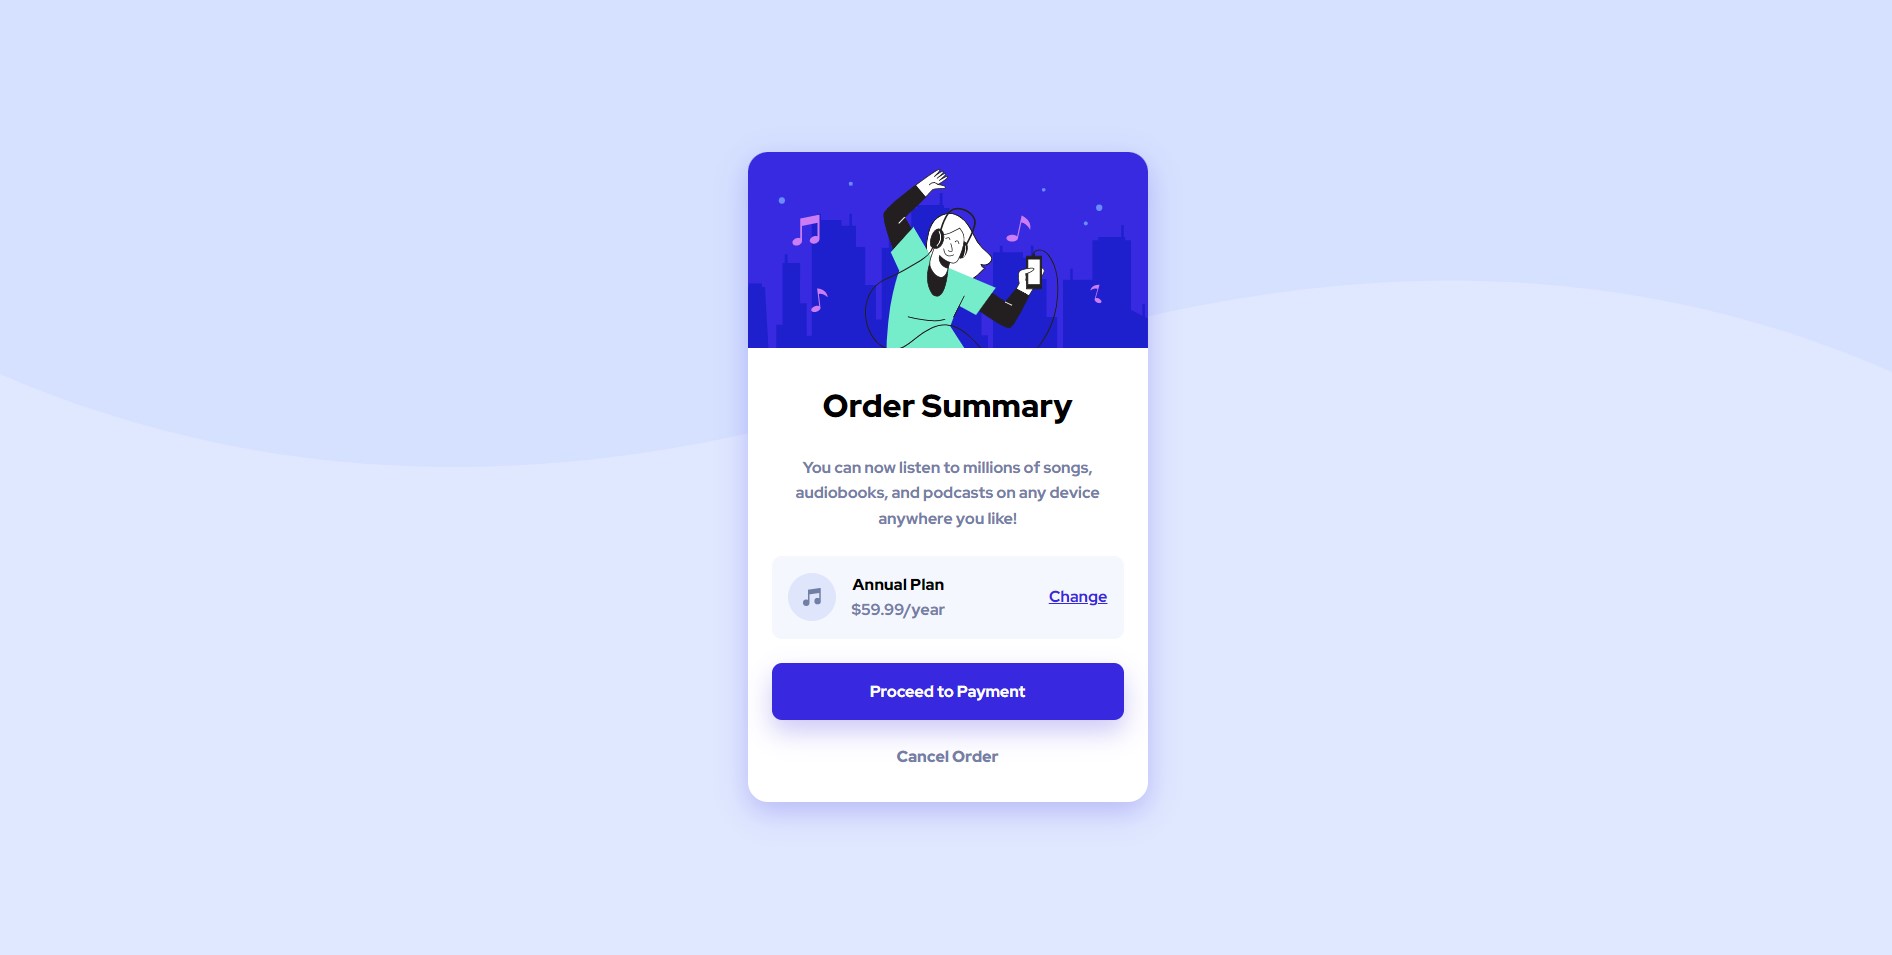 Order Summary
You can now listen to millions of songs,
audiobooks, and podcasts on any device
anywhere you like!
Annual Plan
$59.99/year
Change
Proceed to Payment
Cancel Order